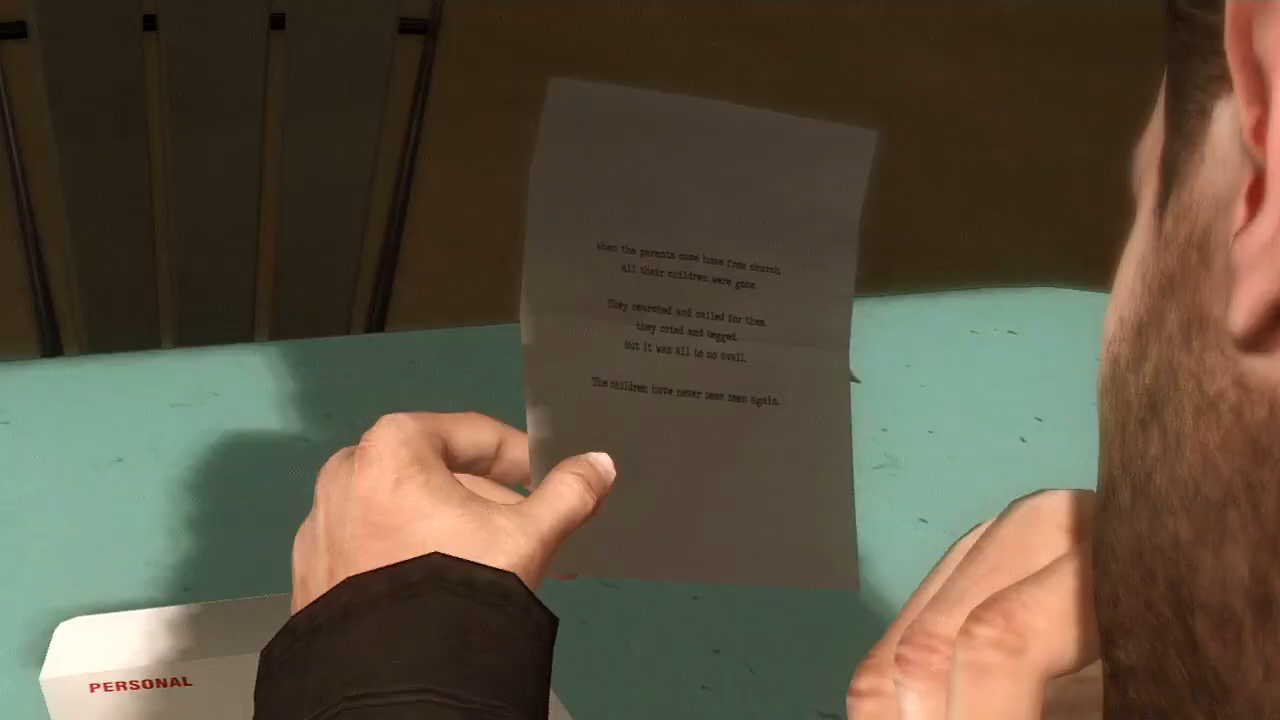 When the parents came home from church,
all their children were gone.
They searched and called for them,
they cried and begged,
But it was all to no avail.
The children have never been seen again.
PERSONAL